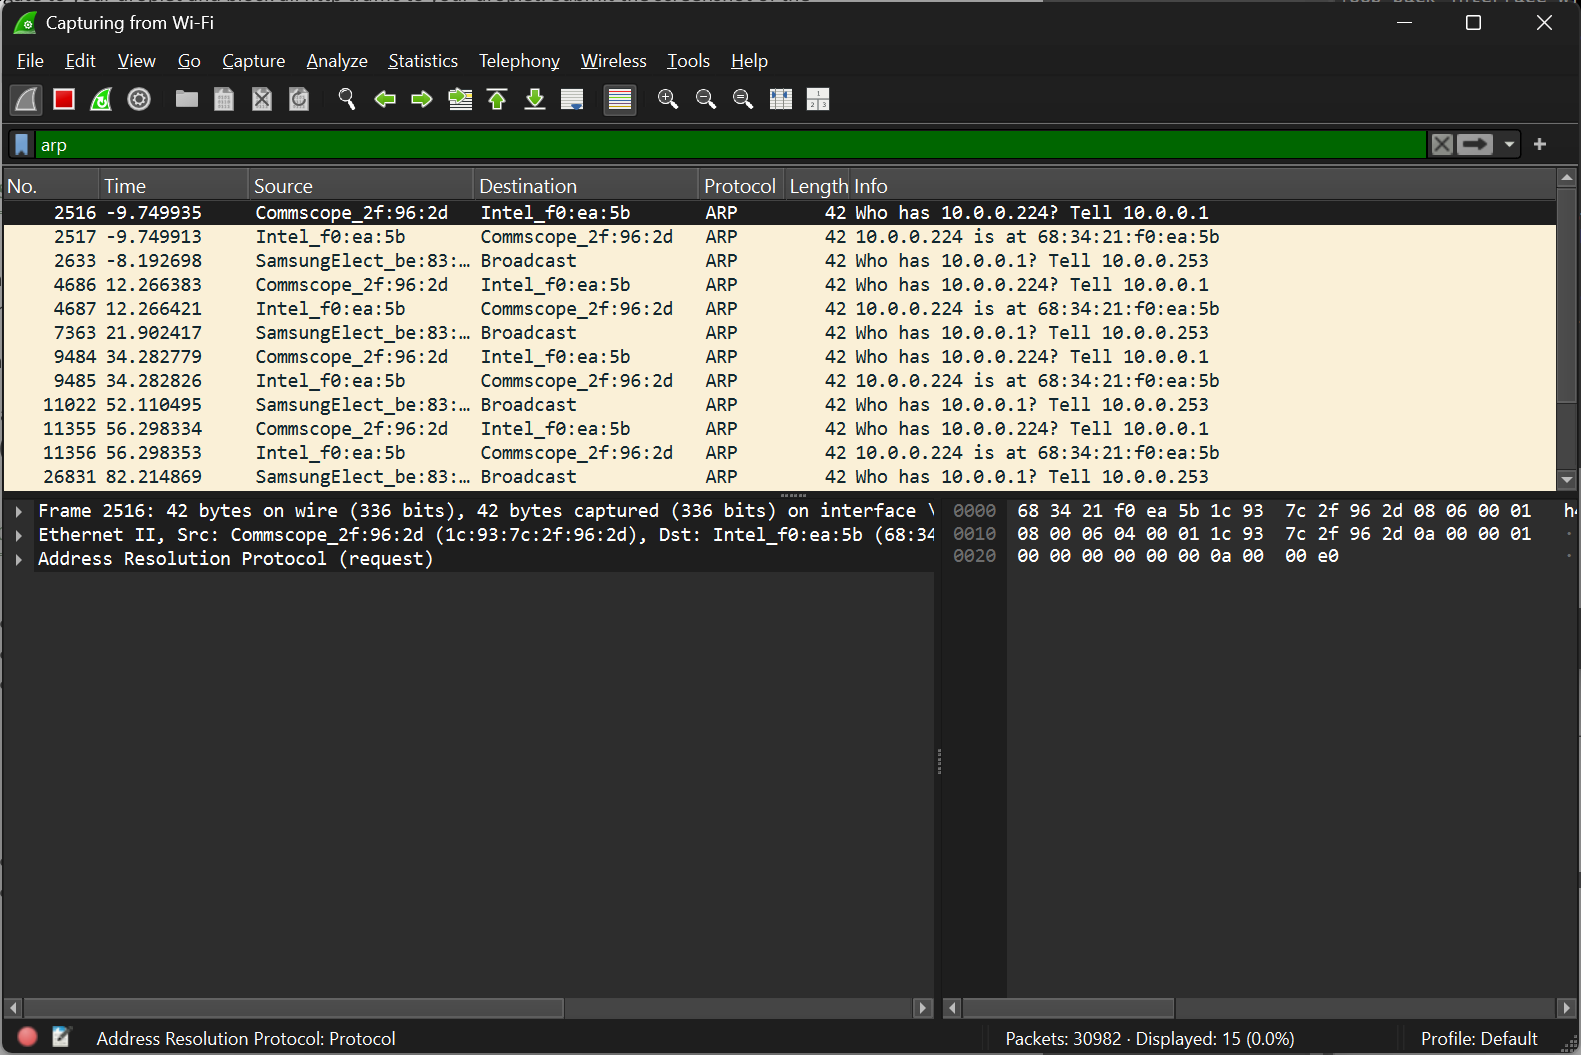 Capturing from Wi-Fi
File Edit View Go Capture Analyze Statistics Telephony Wireless Tools Help
arp
No. Time Source Destination Protocol Length Info
2516 -9.749935 Commscope_2f:96:2d Intel_f0:ea:5b ARP 42 Who has 10.0.0.224? Tell 10.0.0.1
2517 -9.749913 Intel_f0:ea:5b Commscope_2f:96:2d ARP 42 10.0.0.224 is at 68:34:21:f0:ea:5b
2633 -8.192698 SamsungElect_be:83:… Broadcast ARP 42 Who has 10.0.0.1? Tell 10.0.0.253
4686 12.266383 Commscope_2f:96:2d Intel_f0:ea:5b ARP 42 Who has 10.0.0.224? Tell 10.0.0.1
4687 12.266421 Intel_f0:ea:5b Commscope_2f:96:2d ARP 42 10.0.0.224 is at 68:34:21:f0:ea:5b
7363 21.902417 SamsungElect_be:83:… Broadcast ARP 42 Who has 10.0.0.1? Tell 10.0.0.253
9484 34.282779 Commscope_2f:96:2d Intel_f0:ea:5b ARP 42 Who has 10.0.0.224? Tell 10.0.0.1
9485 34.282826 Intel_f0:ea:5b Commscope_2f:96:2d ARP 42 10.0.0.224 is at 68:34:21:f0:ea:5b
11022 52.110495 SamsungElect_be:83:… Broadcast ARP 42 Who has 10.0.0.1? Tell 10.0.0.253
11355 56.298334 Commscope_2f:96:2d Intel_f0:ea:5b ARP 42 Who has 10.0.0.224? Tell 10.0.0.1
11356 56.298353 Intel_f0:ea:5b Commscope_2f:96:2d ARP 42 10.0.0.224 is at 68:34:21:f0:ea:5b
26831 82.214869 SamsungElect_be:83:… Broadcast ARP 42 Who has 10.0.0.1? Tell 10.0.0.253
Frame 2516: 42 bytes on wire (336 bits), 42 bytes captured (336 bits) on interface \
Ethernet II, Src: Commscope_2f:96:2d (1c:93:7c:2f:96:2d), Dst: Intel_f0:ea:5b (68:34
Address Resolution Protocol (request)
0000 68 34 21 f0 ea 5b 1c 93 7c 2f 96 2d 08 06 00 01 h4
0010 08 00 06 04 00 01 1c 93 7c 2f 96 2d 0a 00 00 01 ·
0020 00 00 00 00 00 00 0a 00 00 e0 ·
Address Resolution Protocol: Protocol
Packets: 30982 · Displayed: 15 (0.0%)
Profile: Default